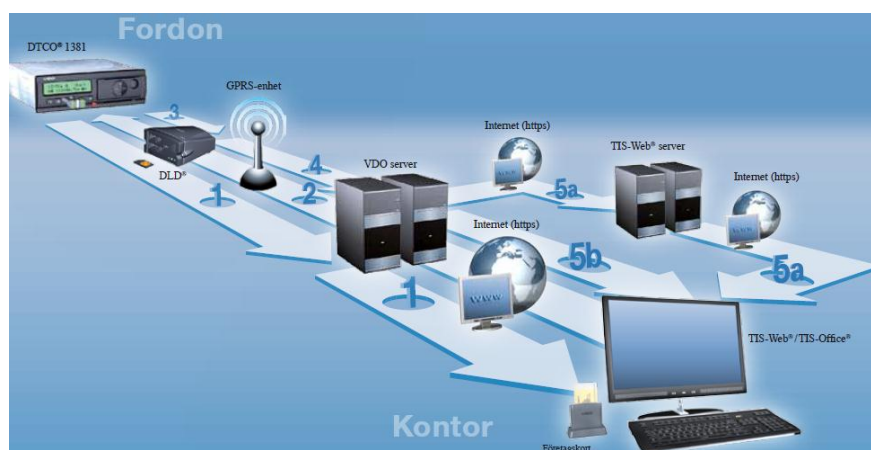 Fordon
DTCO® 1381
GPRS-enhet
3
Internet (https)
TIS-Web® server
4
VDO server
DLD®
1
2
5a
Internet (https)
Internet (https)
5b
5a
1
www
TIS-Web®/TIS-Office®
Kontor
Företagskort